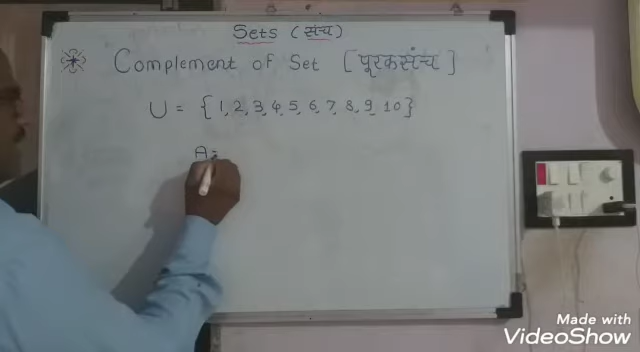 Sets (संच)
Complement of Set [पूरकसंच]
U = { 1, 2, 3, 4, 5, 6, 7, 8, 9, 10 }
A =
Made with
VideoShow